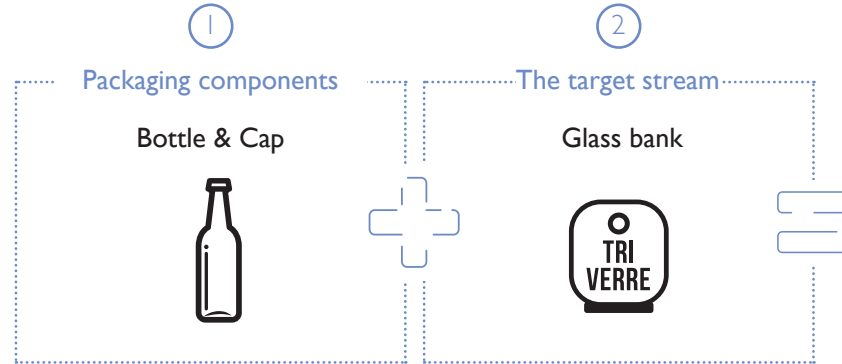 1
2
Packaging components
The target stream
Bottle & Cap
Glass bank
TRI
VERRE